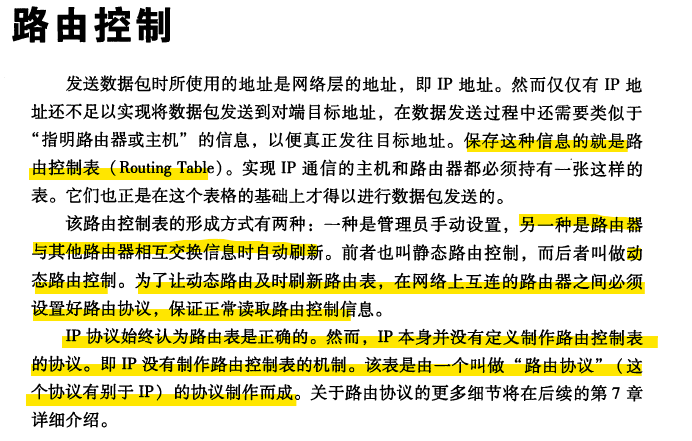 路由控制
发送数据包时所使用的地址是网络层的地址，即 IP 地址。然而仅仅有 IP 地
址还不足以实现将数据包发送到对端目标地址，在数据发送过程中还需要类似于
“指明路由器或主机”的信息，以便真正发往目标地址。保存这种信息的就是路
由控制表（Routing Table）。实现 IP 通信的主机和路由器都必须持有一张这样的
表。它们也正是在这个表格的基础上才得以进行数据包发送的。
该路由控制表的形成方式有两种：一种是管理员手动设置，另一种是路由器
与其他路由器相互交换信息时自动刷新。前者也叫静态路由控制，而后者叫做动
态路由控制。为了让动态路由及时刷新路由表，在网络上互连的路由器之间必须
设置好路由协议，保证正常读取路由控制信息。
IP 协议始终认为路由表是正确的。然而，IP 本身并没有定义制作路由控制表
的协议。即 IP 没有制作路由控制表的机制。该表是由一个叫做“路由协议”（这
个协议有别于 IP）的协议制作而成。关于路由协议的更多细节将在后续的第 7 章
详细介绍。